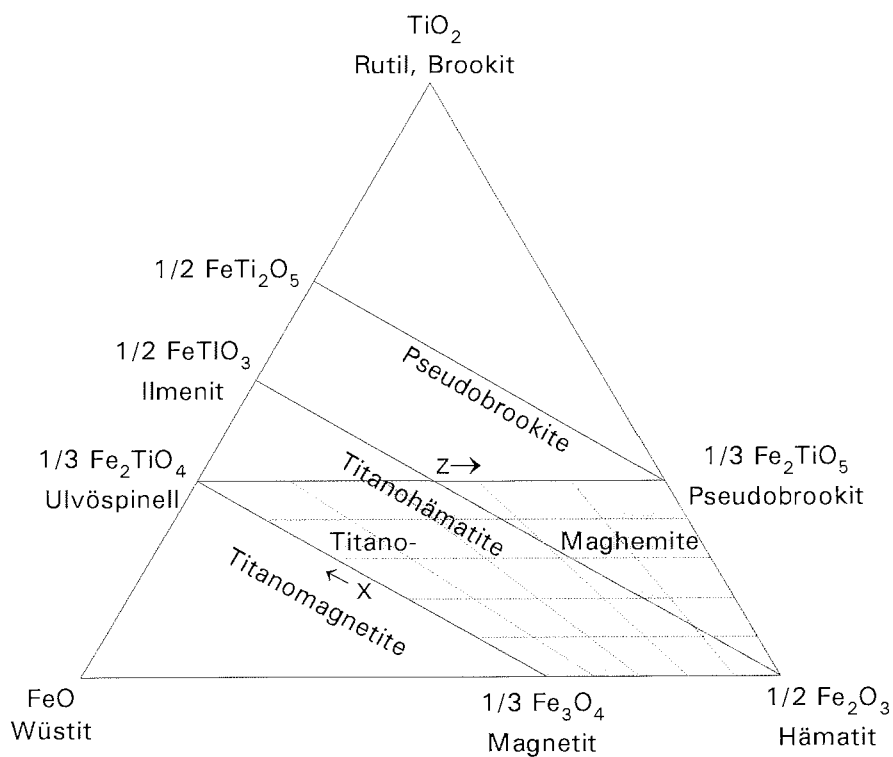 TiO2
Rutil, Brookit
1/2 FeTi2O5
1/2 FeTIO3
Ilmenit
1/3 Fe2TiO4
Ulvöspinell
Pseudobrookite
z→
1/3 Fe2TiO5
Pseudobrookit
Titanohämatite
Titano-
Maghemite
← X
Titanomagnetite
FeO
Wüstit
1/3 Fe3O4
Magnetit
1/2 Fe2O3
Hämatit